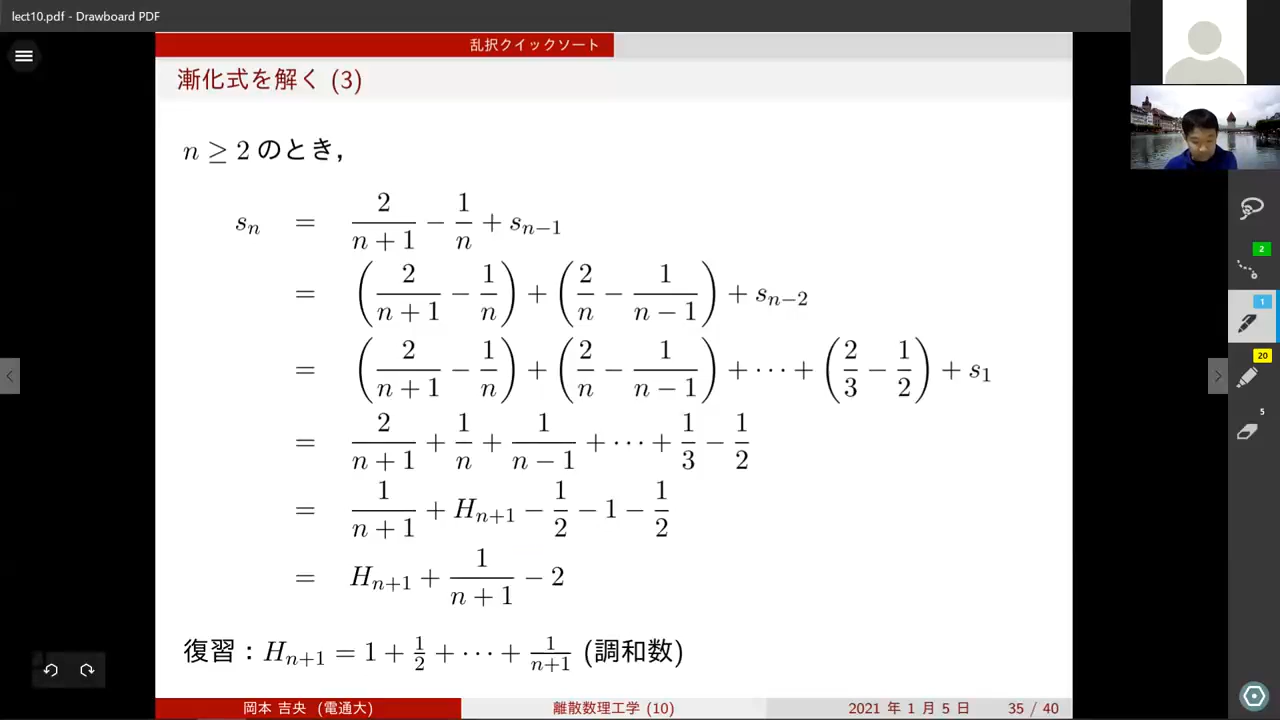 lect10.pdf - Drawboard PDF
乱択クイックソート
漸化式を解く (3)
n ≥ 2 のとき,
s_n = 2/(n+1) − 1/n + s_{n−1}
= (2/(n+1) − 1/n) + (2/n − 1/(n−1)) + s_{n−2}
= (2/(n+1) − 1/n) + (2/n − 1/(n−1)) + ⋯ + (2/3 − 1/2) + s_1
= 2/(n+1) + 1/n + 1/(n−1) + ⋯ + 1/3 − 1/2
= 1/(n+1) + H_{n+1} − 1/2 − 1 − 1/2
= H_{n+1} + 1/(n+1) − 2
復習:H_{n+1} = 1 + 1/2 + ⋯ + 1/(n+1) (調和数)
岡本 吉央 (電通大) 離散数理工学 (10) 2021 年 1 月 5 日 35 / 40
2
1
20
5